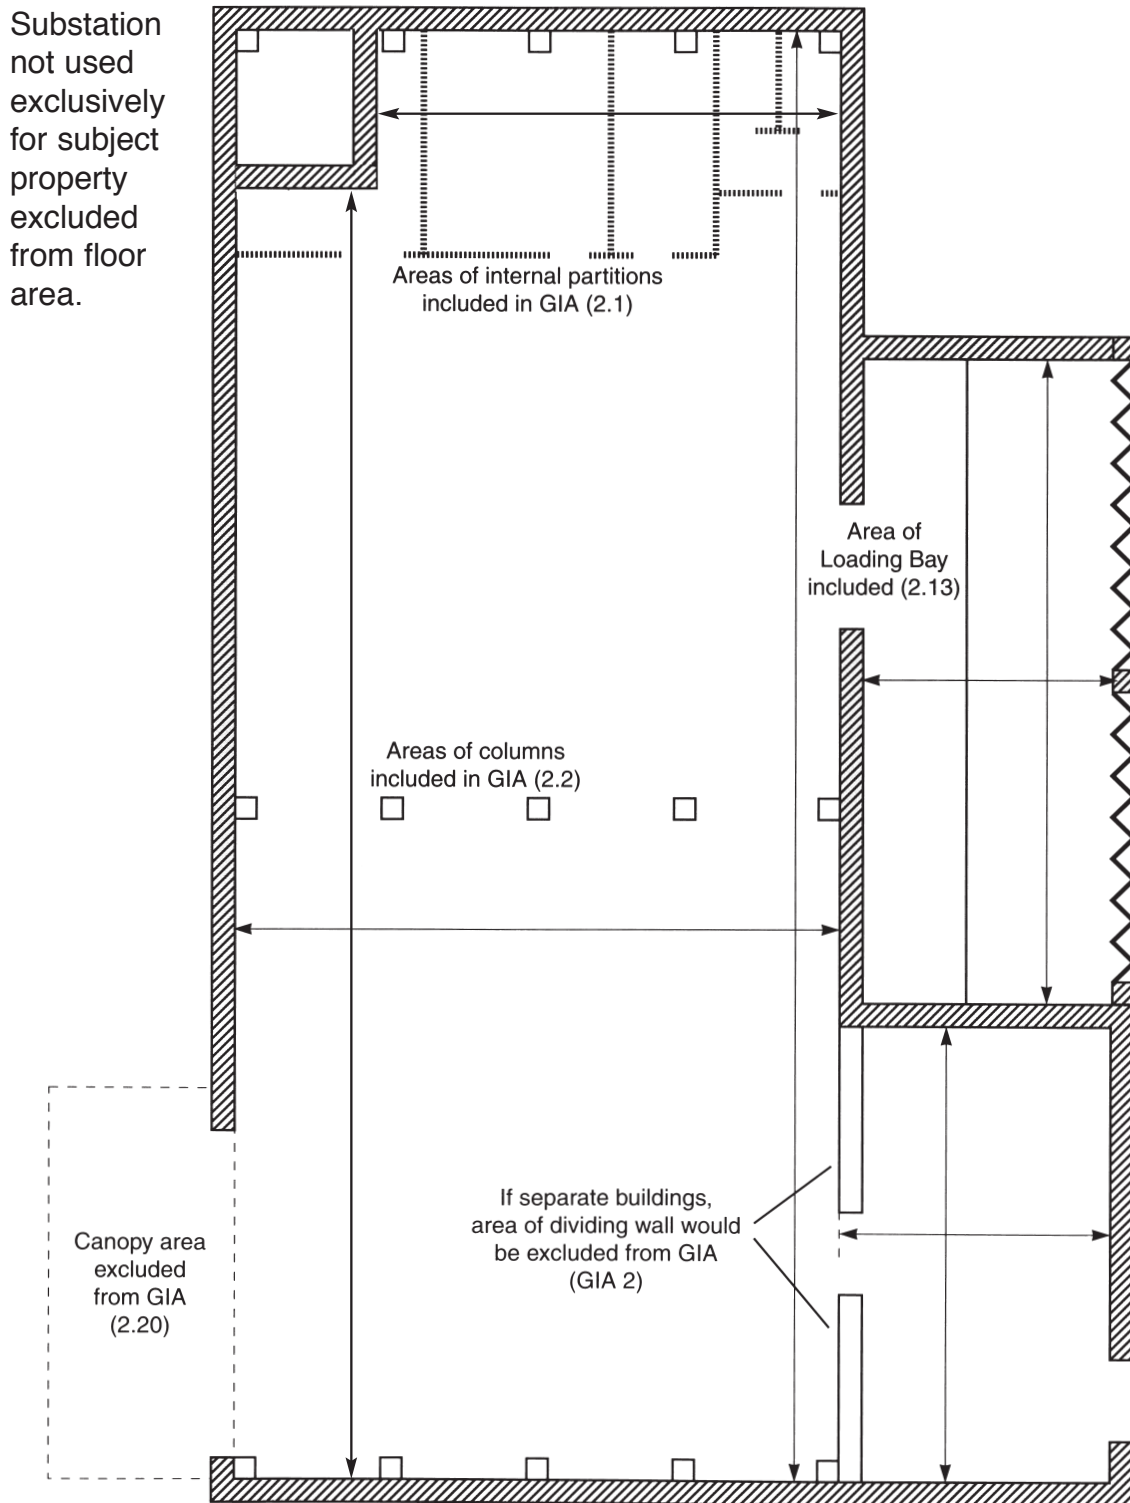 Substation
not used
exclusively
for subject
property
excluded
from floor
area.
Areas of internal partitions
included in GIA (2.1)
Area of
Loading Bay
included (2.13)
Areas of columns
included in GIA (2.2)
If separate buildings,
area of dividing wall would
be excluded from GIA
(GIA 2)
Canopy area
excluded
from GIA
(2.20)